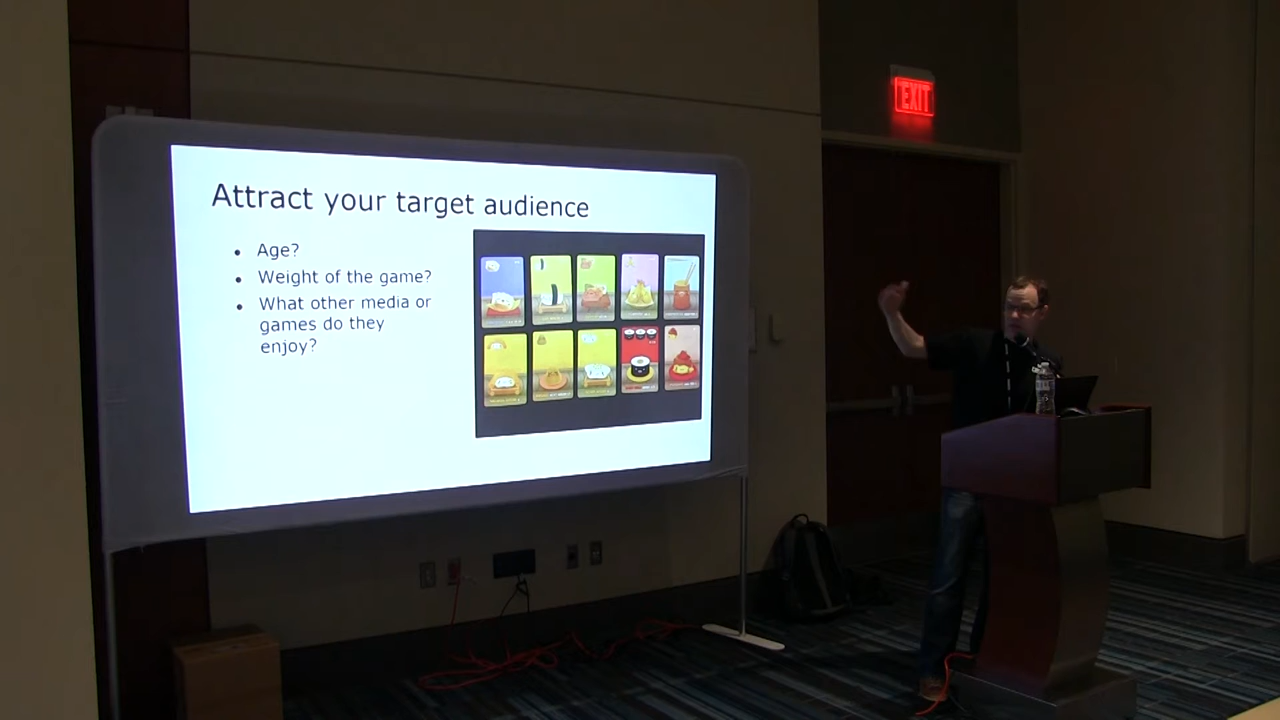 EXIT
Attract your target audience
• Age?
• Weight of the game?
• What other media or
games do they
enjoy?